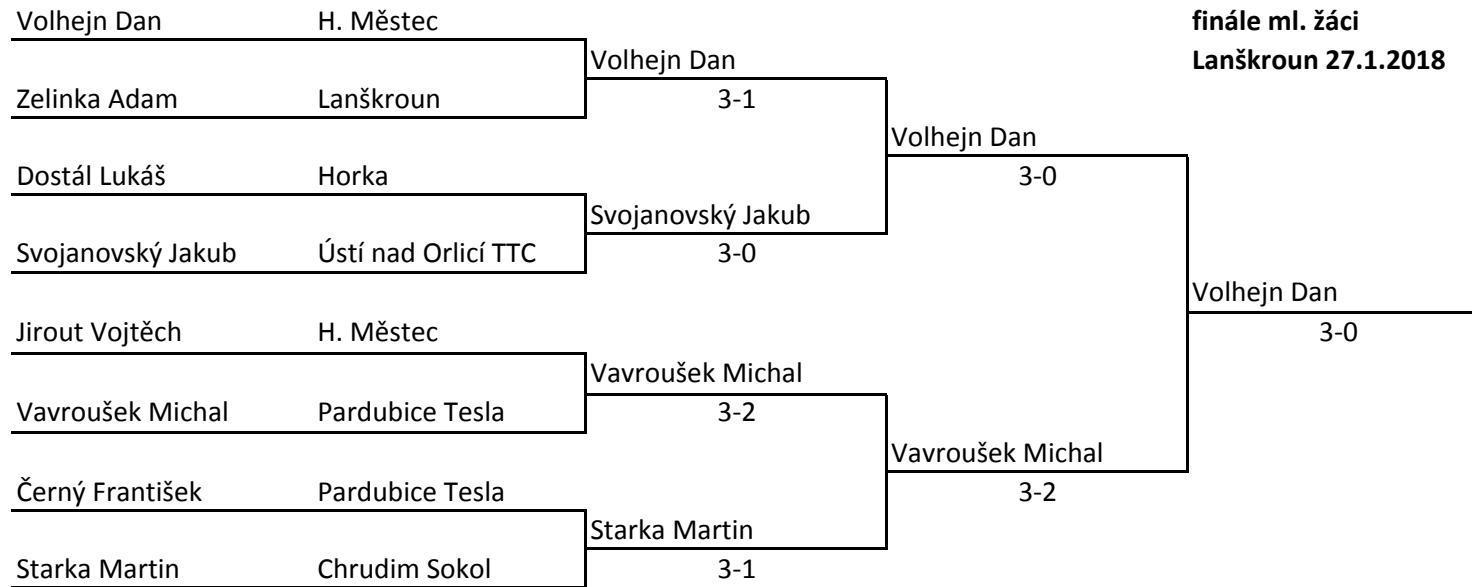 Volhejn Dan H. Městec finále ml. žáci
Volhejn Dan Lanškroun 27.1.2018
Zelinka Adam Lanškroun 3-1
Volhejn Dan
Dostál Lukáš Horka 3-0
Svojanovský Jakub
Svojanovský Jakub Ústí nad Orlicí TTC 3-0
Volhejn Dan
Jirout Vojtěch H. Městec 3-0
Vavroušek Michal
Vavroušek Michal Pardubice Tesla 3-2
Vavroušek Michal
Černý František Pardubice Tesla 3-2
Starka Martin
Starka Martin Chrudim Sokol 3-1